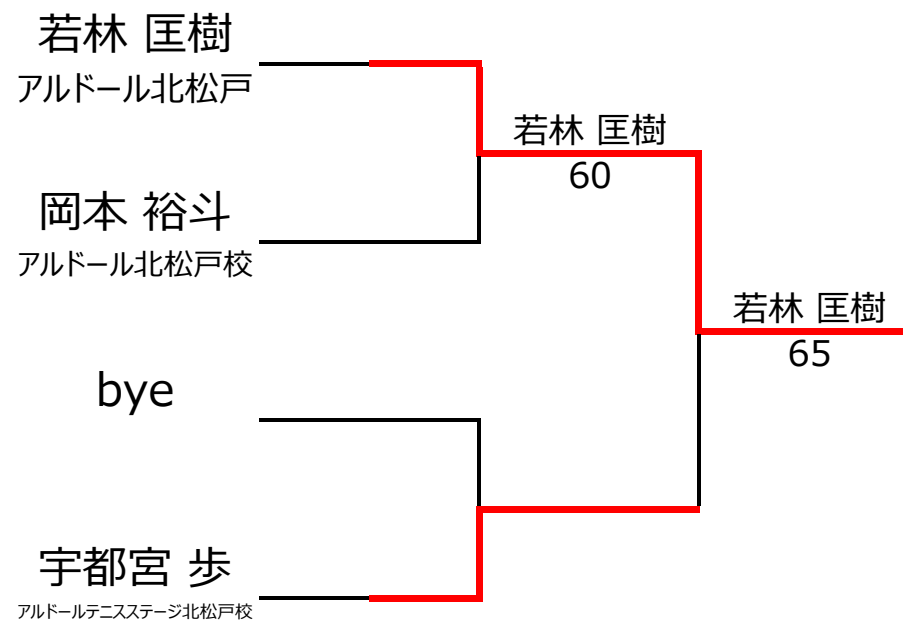 若林 匡樹
アルドール北松戸
若林 匡樹
60
岡本 裕斗
アルドール北松戸校
若林 匡樹
65
bye
宇都宮 歩
アルドールテニスステージ北松戸校